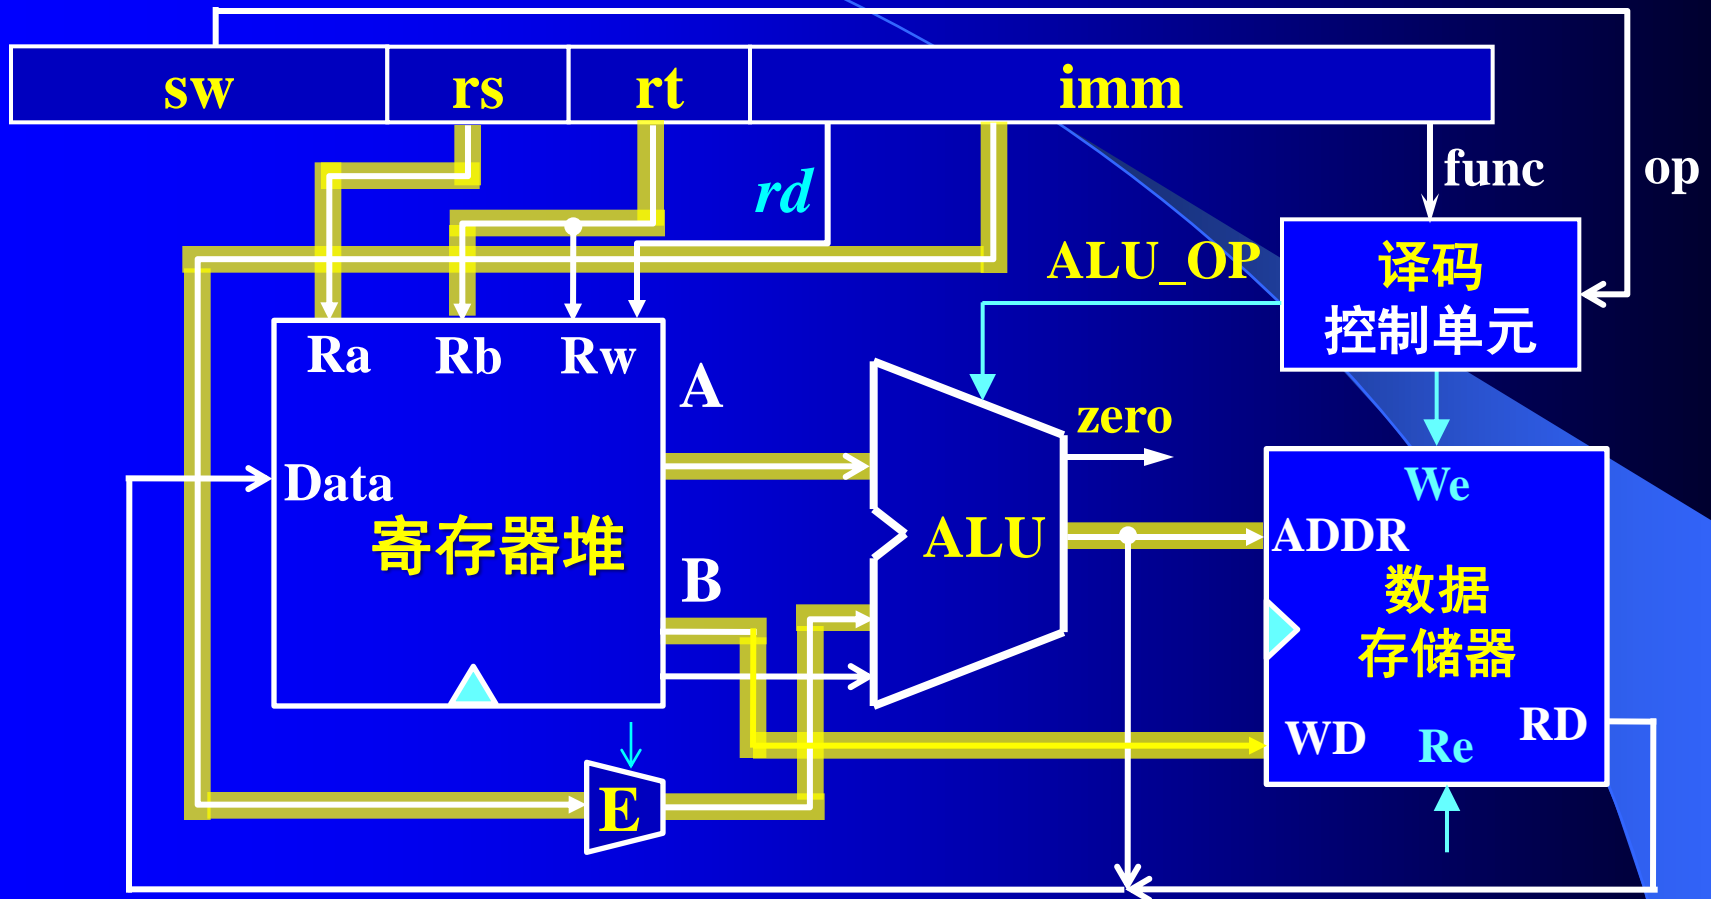 sw rs rt imm
rd
func
op
ALU_OP
译码
控制单元
Ra Rb Rw
A
zero
Data
寄存器堆
B
ALU
We
ADDR
数据
存储器
WD
Re
RD
E